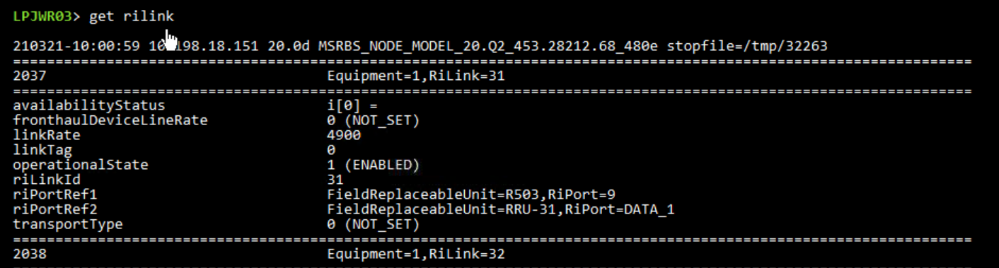 LPJWR03> get rilink
210321-10:00:59 10.198.18.151 20.0d MSRBS_NODE_MODEL_20.Q2_453.28212.68_480e stopfile=/tmp/32263
=================================================================================================================
2037 Equipment=1,RiLink=31
=================================================================================================================
availabilityStatus i[0] =
fronthaulDeviceLineRate 0 (NOT_SET)
linkRate 4900
linkTag 0
operationalState 1 (ENABLED)
riLinkId 31
riPortRef1 FieldReplaceableUnit=R503,RiPort=9
riPortRef2 FieldReplaceableUnit=RRU-31,RiPort=DATA_1
transportType 0 (NOT_SET)
=================================================================================================================
2038 Equipment=1,RiLink=32